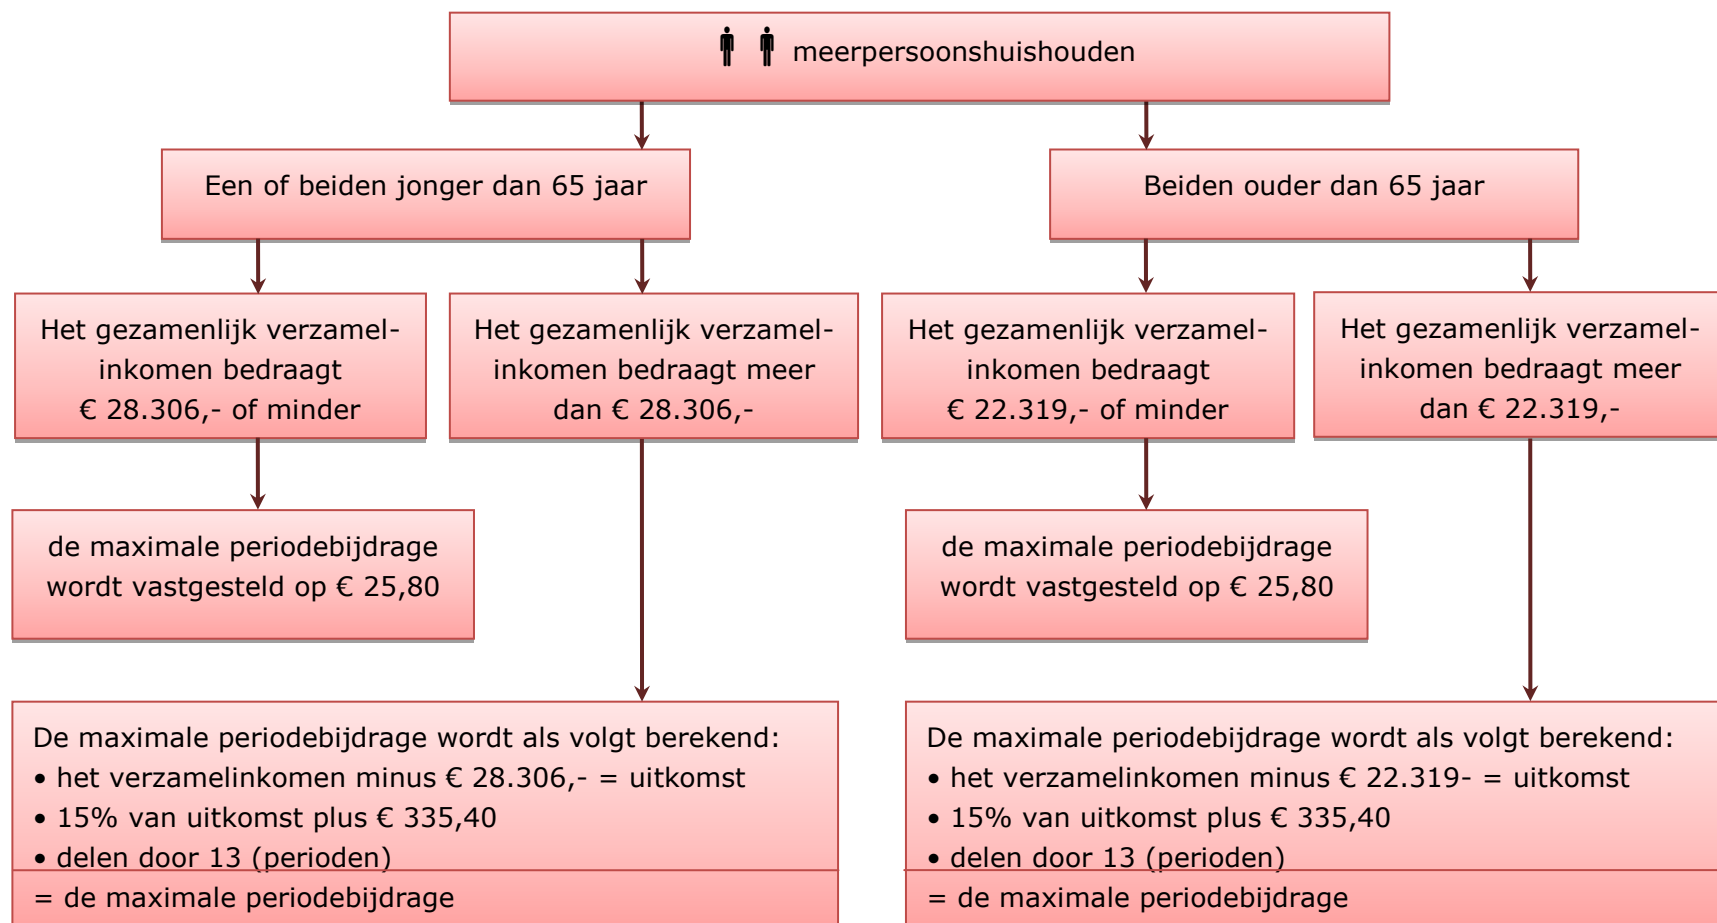 meerpersoonshuishouden
Een of beiden jonger dan 65 jaar
Beiden ouder dan 65 jaar
Het gezamenlijk verzamel-
inkomen bedraagt
€ 28.306,- of minder
Het gezamenlijk verzamel-
inkomen bedraagt meer
dan € 28.306,-
Het gezamenlijk verzamel-
inkomen bedraagt
€ 22.319,- of minder
Het gezamenlijk verzamel-
inkomen bedraagt meer
dan € 22.319,-
de maximale periodebijdrage
wordt vastgesteld op € 25,80
de maximale periodebijdrage
wordt vastgesteld op € 25,80
De maximale periodebijdrage wordt als volgt berekend:
• het verzamelinkomen minus € 28.306,- = uitkomst
• 15% van uitkomst plus € 335,40
• delen door 13 (perioden)
= de maximale periodebijdrage
De maximale periodebijdrage wordt als volgt berekend:
• het verzamelinkomen minus € 22.319- = uitkomst
• 15% van uitkomst plus € 335,40
• delen door 13 (perioden)
= de maximale periodebijdrage